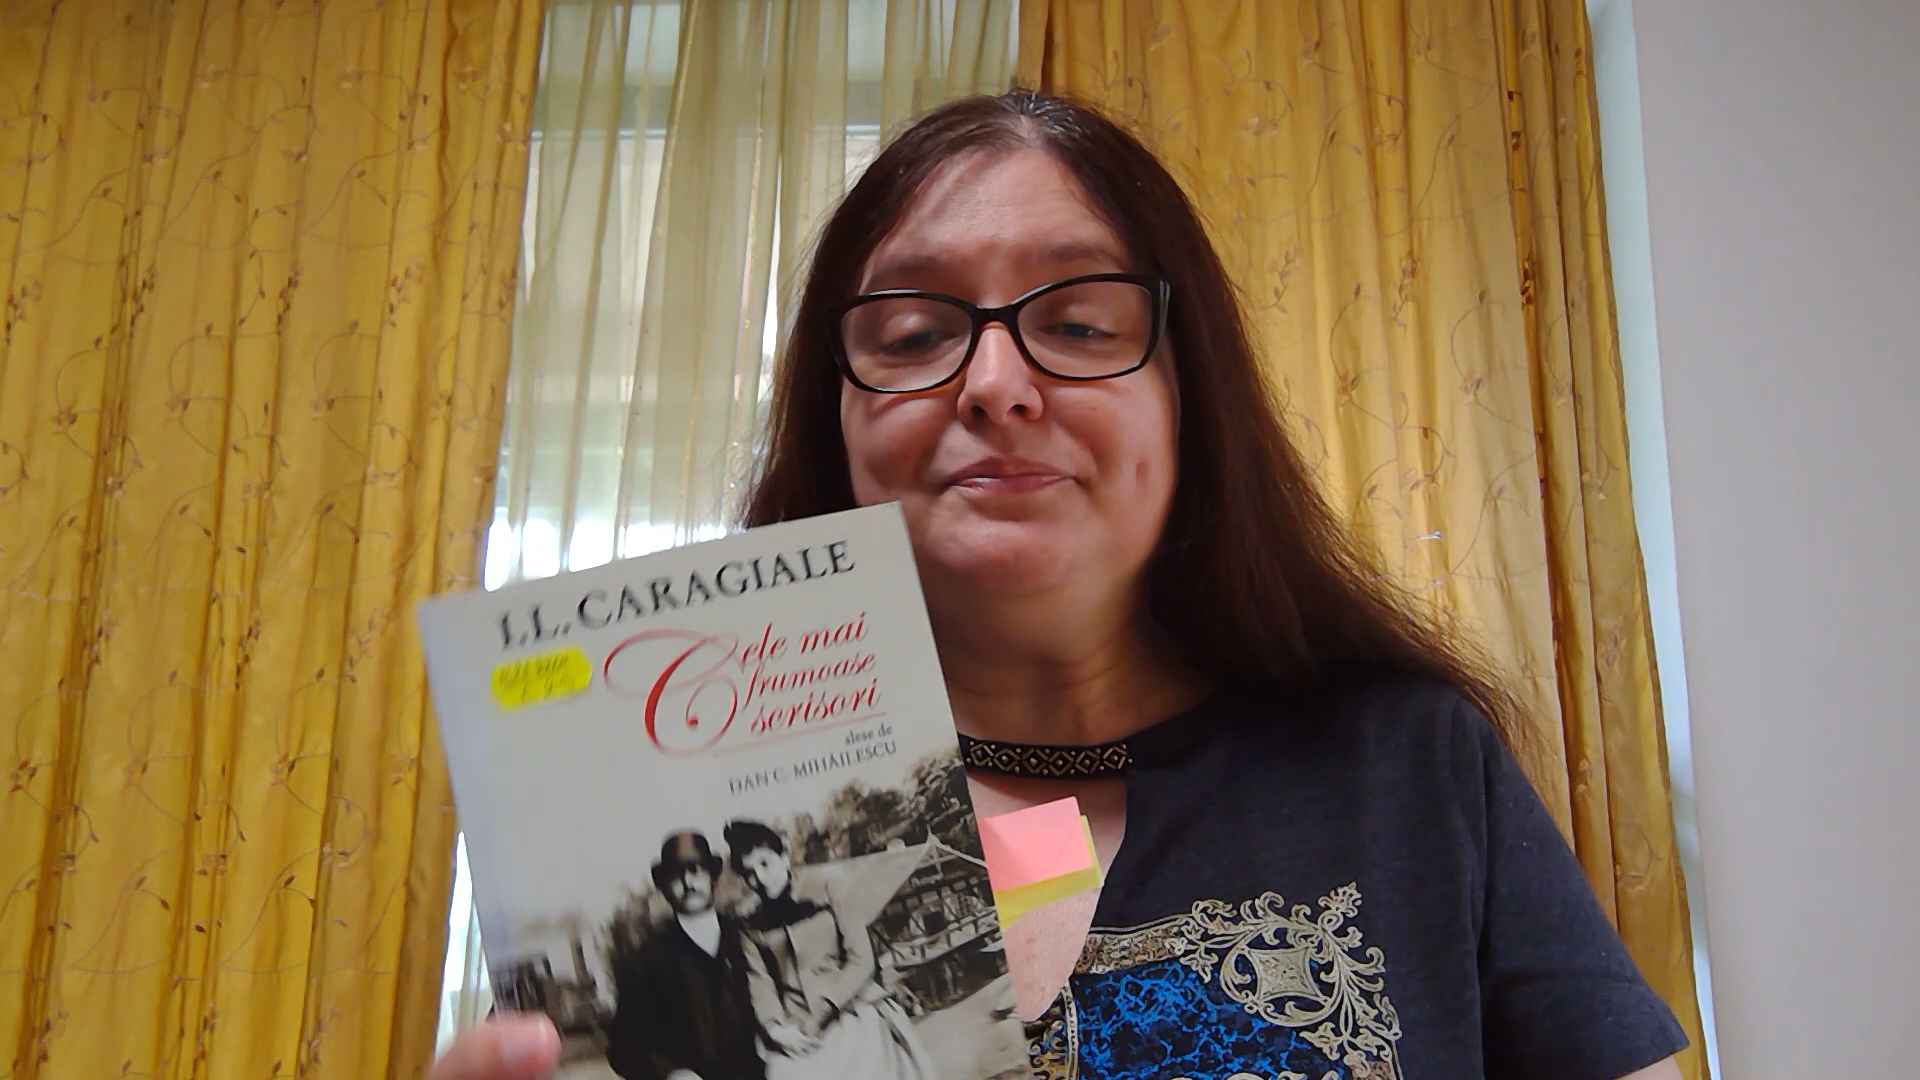 I.L. CARAGIALE
Cele mai
frumoase
scrisori
alese de
DAN C. MIHĂILESCU